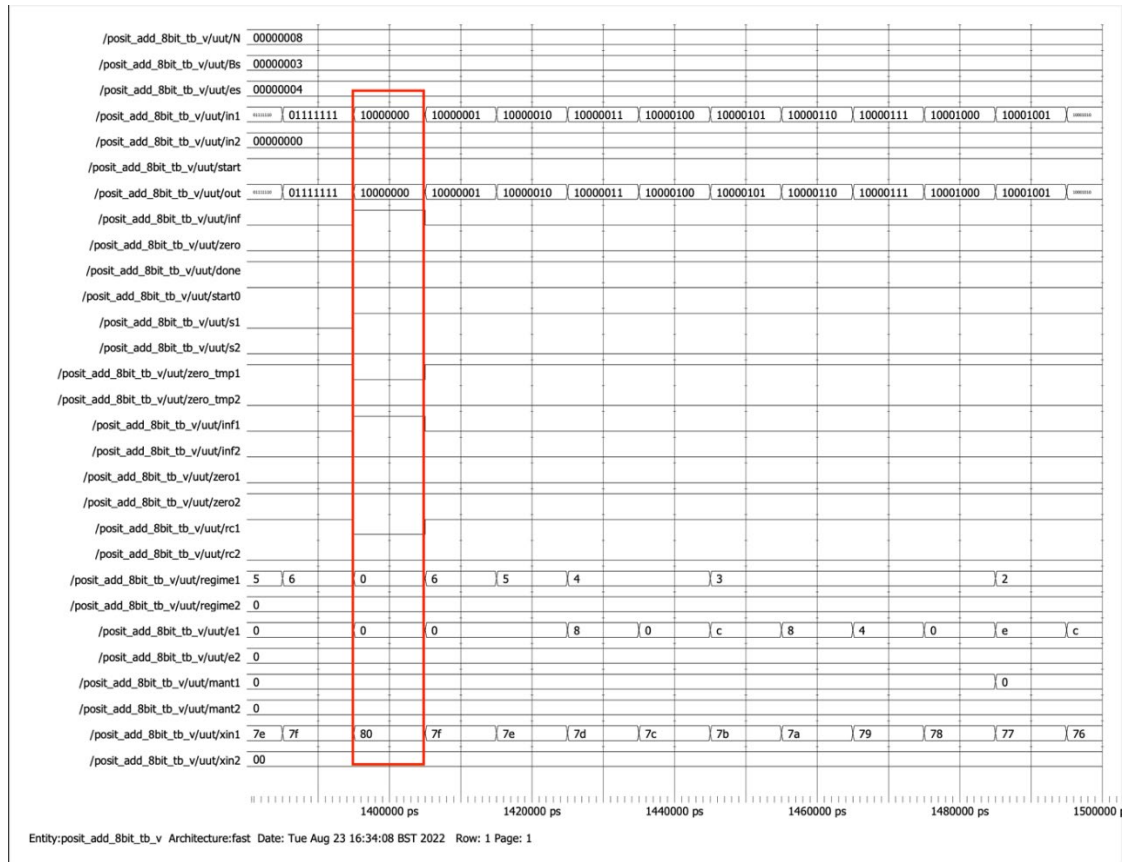 /posit_add_8bit_tb_v/uut/N 00000008
/posit_add_8bit_tb_v/uut/Bs 00000003
/posit_add_8bit_tb_v/uut/es 00000004
/posit_add_8bit_tb_v/uut/in1 01111111 10000000 10000001 10000010 10000011 10000100 10000101 10000110 10000111 10001000 10001001
/posit_add_8bit_tb_v/uut/in2 00000000
/posit_add_8bit_tb_v/uut/start
/posit_add_8bit_tb_v/uut/out 01111111 10000000 10000001 10000010 10000011 10000100 10000101 10000110 10000111 10001000 10001001
/posit_add_8bit_tb_v/uut/inf
/posit_add_8bit_tb_v/uut/zero
/posit_add_8bit_tb_v/uut/done
/posit_add_8bit_tb_v/uut/start0
/posit_add_8bit_tb_v/uut/s1
/posit_add_8bit_tb_v/uut/s2
/posit_add_8bit_tb_v/uut/zero_tmp1
/posit_add_8bit_tb_v/uut/zero_tmp2
/posit_add_8bit_tb_v/uut/inf1
/posit_add_8bit_tb_v/uut/inf2
/posit_add_8bit_tb_v/uut/zero1
/posit_add_8bit_tb_v/uut/zero2
/posit_add_8bit_tb_v/uut/rc1
/posit_add_8bit_tb_v/uut/rc2
/posit_add_8bit_tb_v/uut/regime1 5 6 0 6 5 4 3 2
/posit_add_8bit_tb_v/uut/regime2 0
/posit_add_8bit_tb_v/uut/e1 0 0 0 8 0 c 8 4 0 e c
/posit_add_8bit_tb_v/uut/e2 0
/posit_add_8bit_tb_v/uut/mant1 0 0
/posit_add_8bit_tb_v/uut/mant2 0
/posit_add_8bit_tb_v/uut/xin1 7e 7f 80 7f 7e 7d 7c 7b 7a 79 78 77 76
/posit_add_8bit_tb_v/uut/xin2 00
1400000 ps 1420000 ps 1440000 ps 1460000 ps 1480000 ps 1500000 p
Entity:posit_add_8bit_tb_v Architecture:fast Date: Tue Aug 23 16:34:08 BST 2022 Row: 1 Page: 1